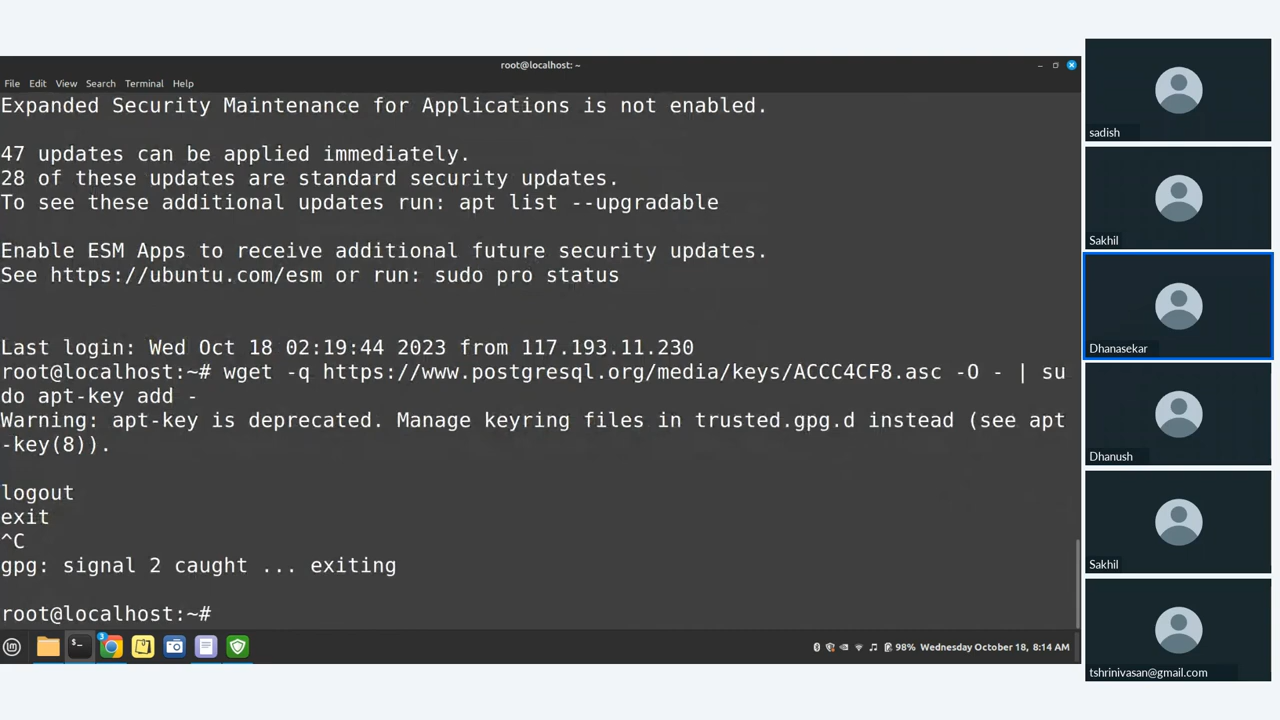 root@localhost: ~
File Edit View Search Terminal Help
Expanded Security Maintenance for Applications is not enabled.
47 updates can be applied immediately.
28 of these updates are standard security updates.
To see these additional updates run: apt list --upgradable
Enable ESM Apps to receive additional future security updates.
See https://ubuntu.com/esm or run: sudo pro status
Last login: Wed Oct 18 02:19:44 2023 from 117.193.11.230
root@localhost:~# wget -q https://www.postgresql.org/media/keys/ACCC4CF8.asc -O - | su
do apt-key add -
Warning: apt-key is deprecated. Manage keyring files in trusted.gpg.d instead (see apt
-key(8)).
logout
exit
^C
gpg: signal 2 caught ... exiting
root@localhost:~#
3
98% Wednesday October 18, 8:14 AM
sadish
Sakhil
Dhanasekar
Dhanush
Sakhil
tshrinivasan@gmail.com